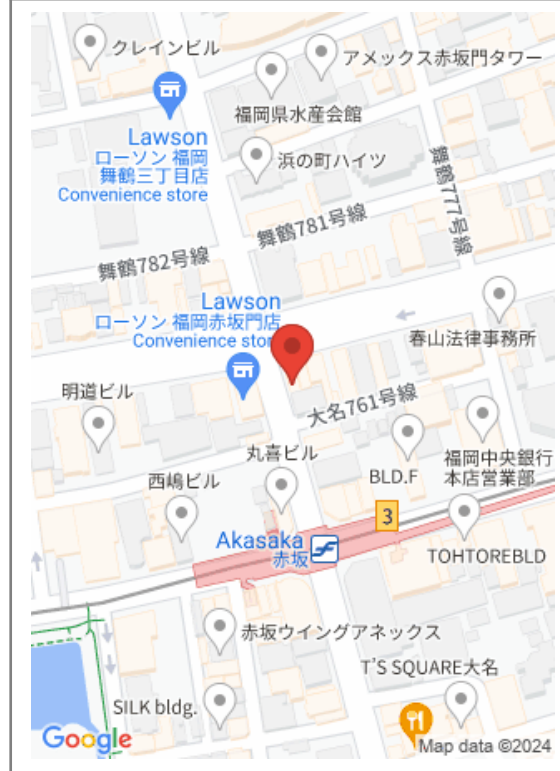 クレインビル
アメックス赤坂門タワー
福岡県水産会館
Lawson
ローソン 福岡
舞鶴三丁目店
Convenience store
浜の町ハイツ
舞鶴777号線
舞鶴781号線
舞鶴782号線
Lawson
ローソン 福岡赤坂門店
Convenience stor
春山法律事務所
明道ビル
大名761号線
丸喜ビル
西嶋ビル
BLD.F
福岡中央銀行
本店営業部
3
Akasaka
赤坂
TOHTOREBLD
赤坂ウイングアネックス
T'S SQUARE大名
SILK bldg.
Google
Map data ©2024